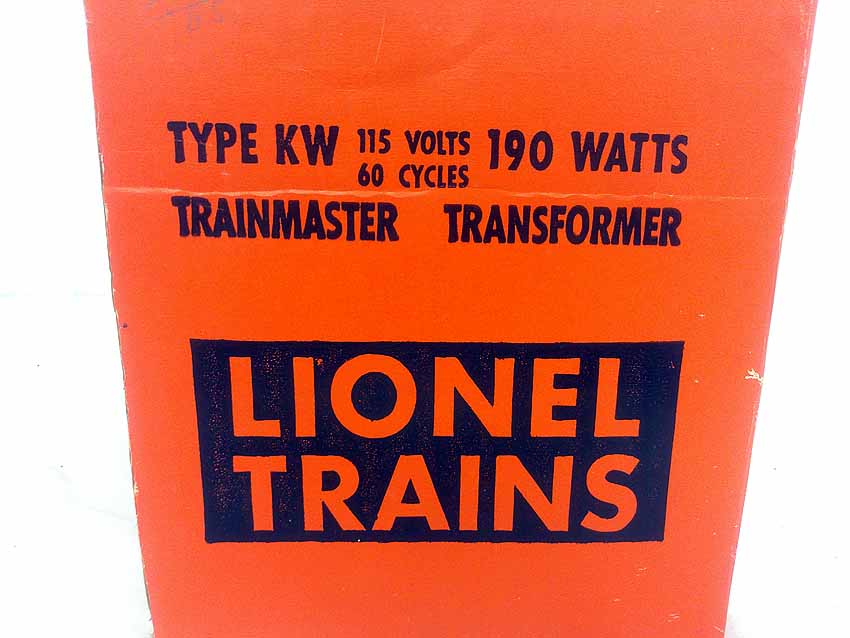 TYPE KW 115 VOLTS 190 WATTS
60 CYCLES
TRAINMASTER TRANSFORMER
LIONEL
TRAINS